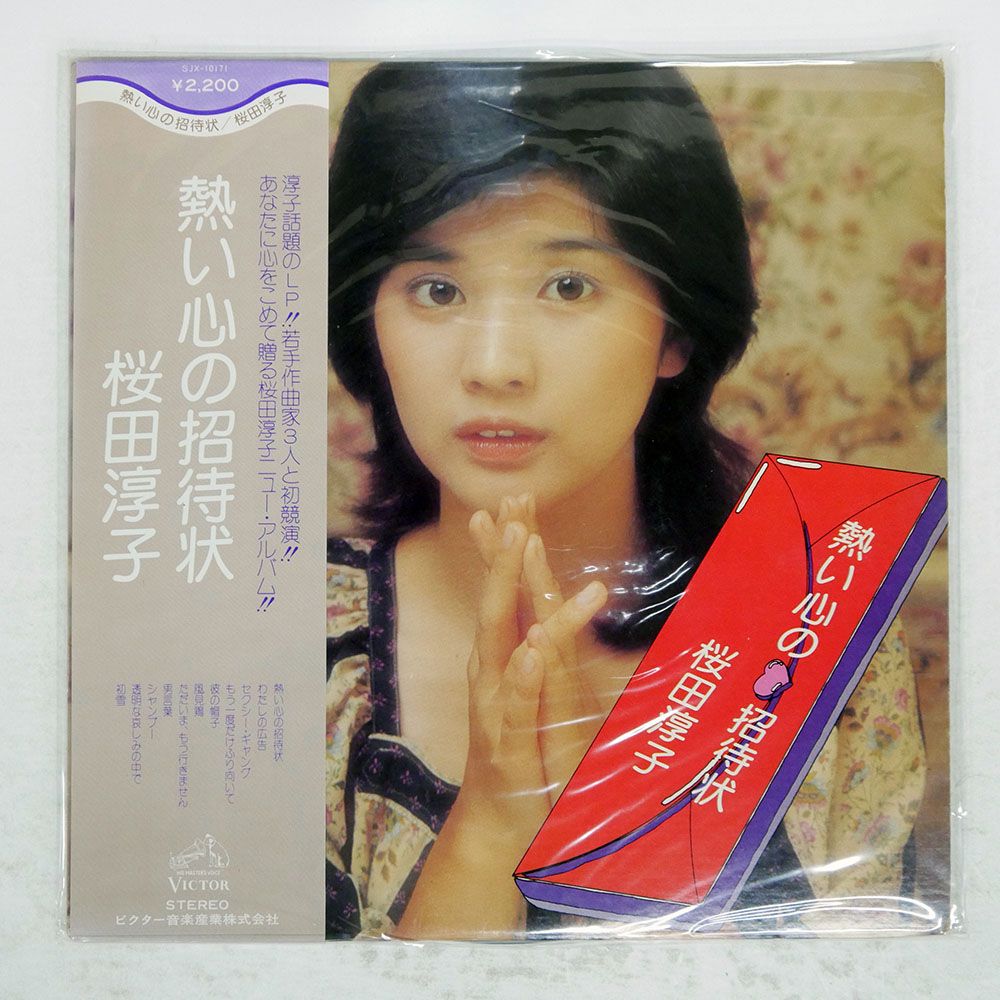 SJX-10171
¥2,200
熱い心の招待状/桜田淳子
淳子話題のLP!!若手作曲家3人と初競演!!
あなたに心をこめて贈る桜田淳子ニュー・アルバム!!
熱い心の招待状
桜田淳子
熱い心の招待状
わたしの広告
セクシー・ギャング
もう一度だけふり向いて
彼の帽子
風見鶏
ただいま、もう行きません
男言葉
シャンプー
透明な哀しみの中で
初雪
HIS MASTER'S VOICE
VICTOR
STEREO
ビクター音楽産業株式会社
熱い心の招待状
桜田淳子